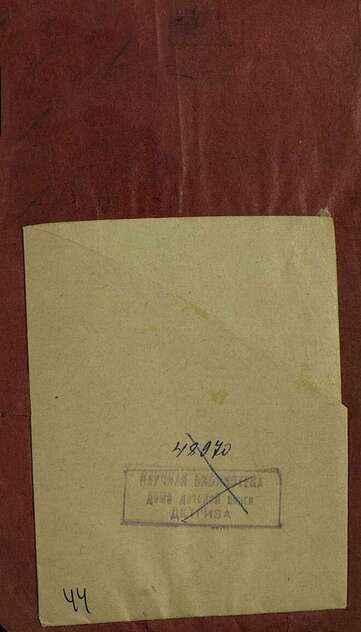 48070
НАУЧНАЯ БИБЛИОТЕКА
Дома детской книги
ДЕТГИЗА
44